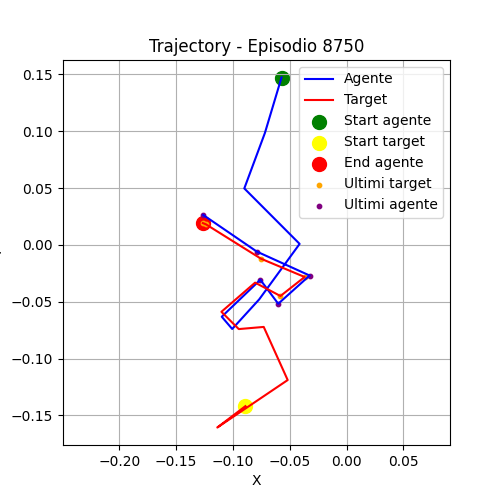 Trajectory - Episodio 8750
0.15
0.10
0.05
0.00
−0.05
−0.10
−0.15
Agente
Target
Start agente
Start target
End agente
Ultimi target
Ultimi agente
−0.20
−0.15
−0.10
−0.05
0.00
0.05
X